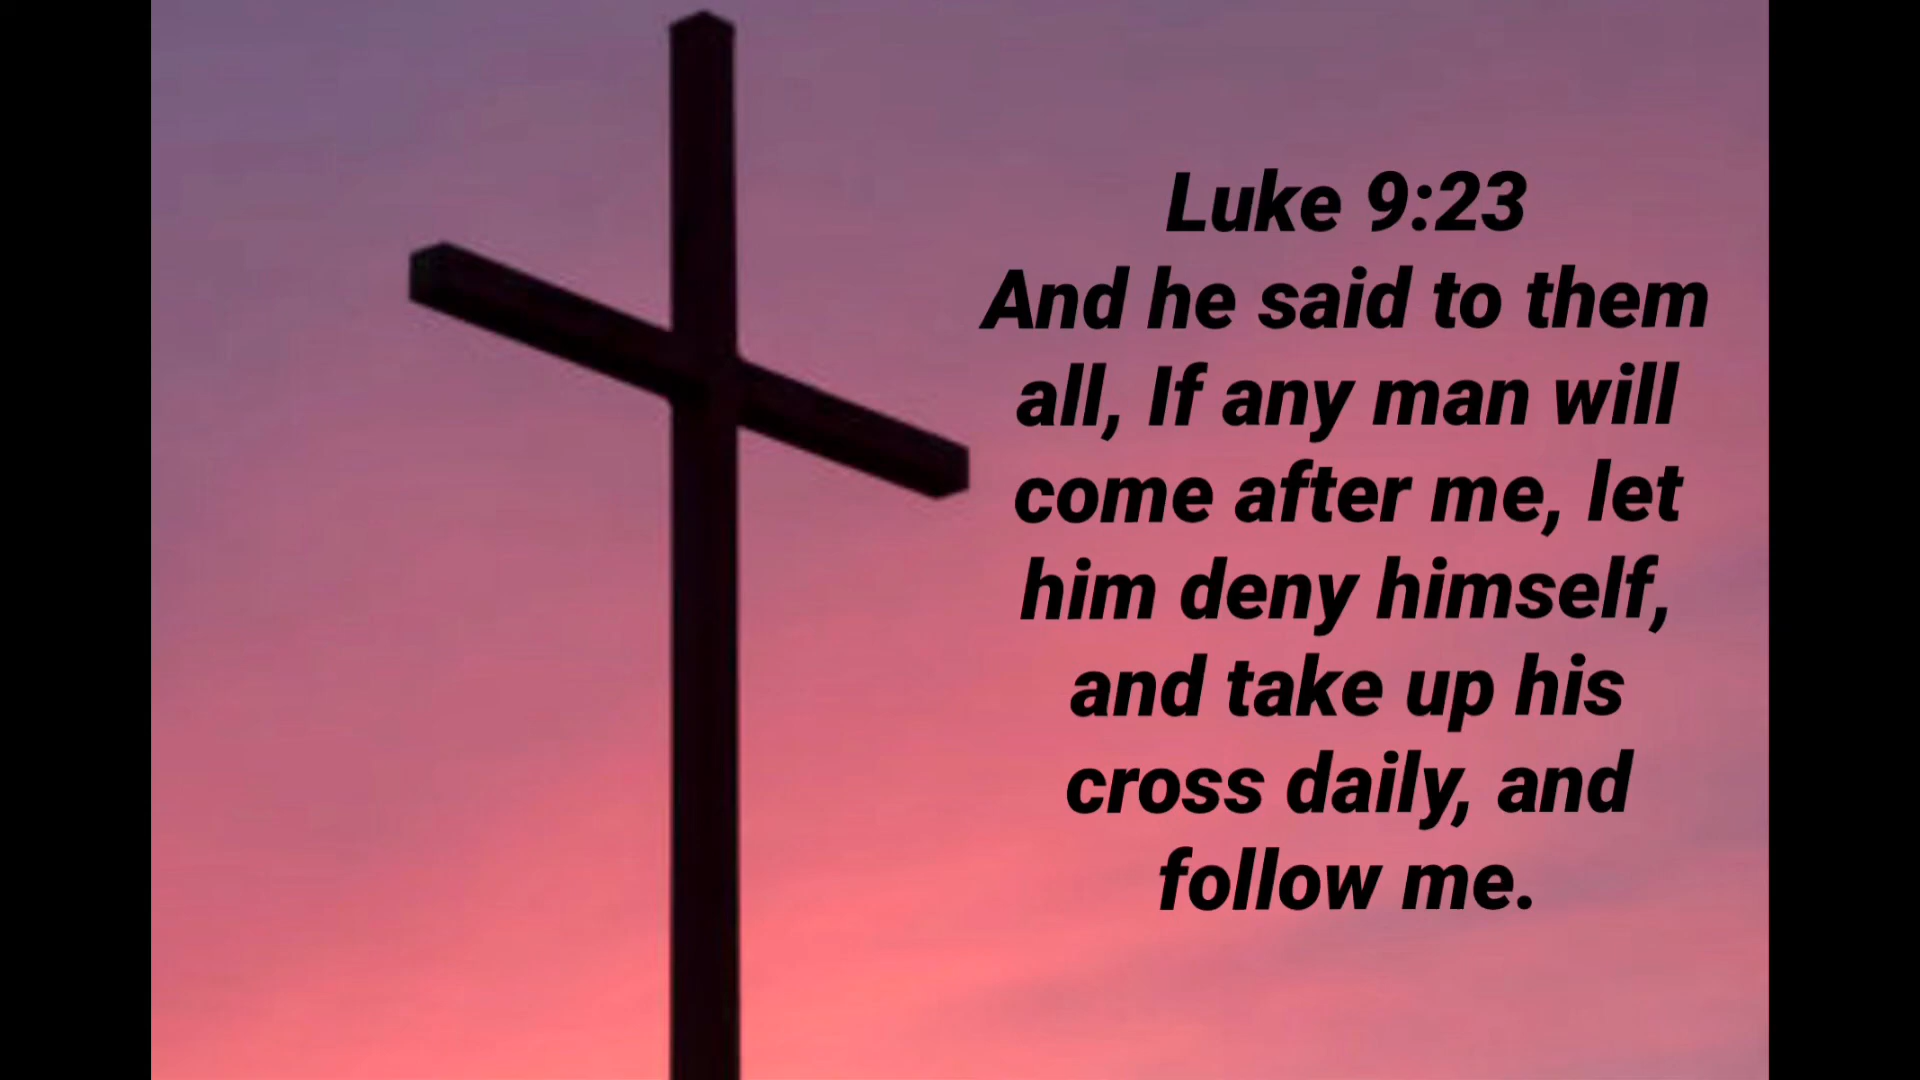 Luke 9:23
And he said to them
all, If any man will
come after me, let
him deny himself,
and take up his
cross daily, and
follow me.